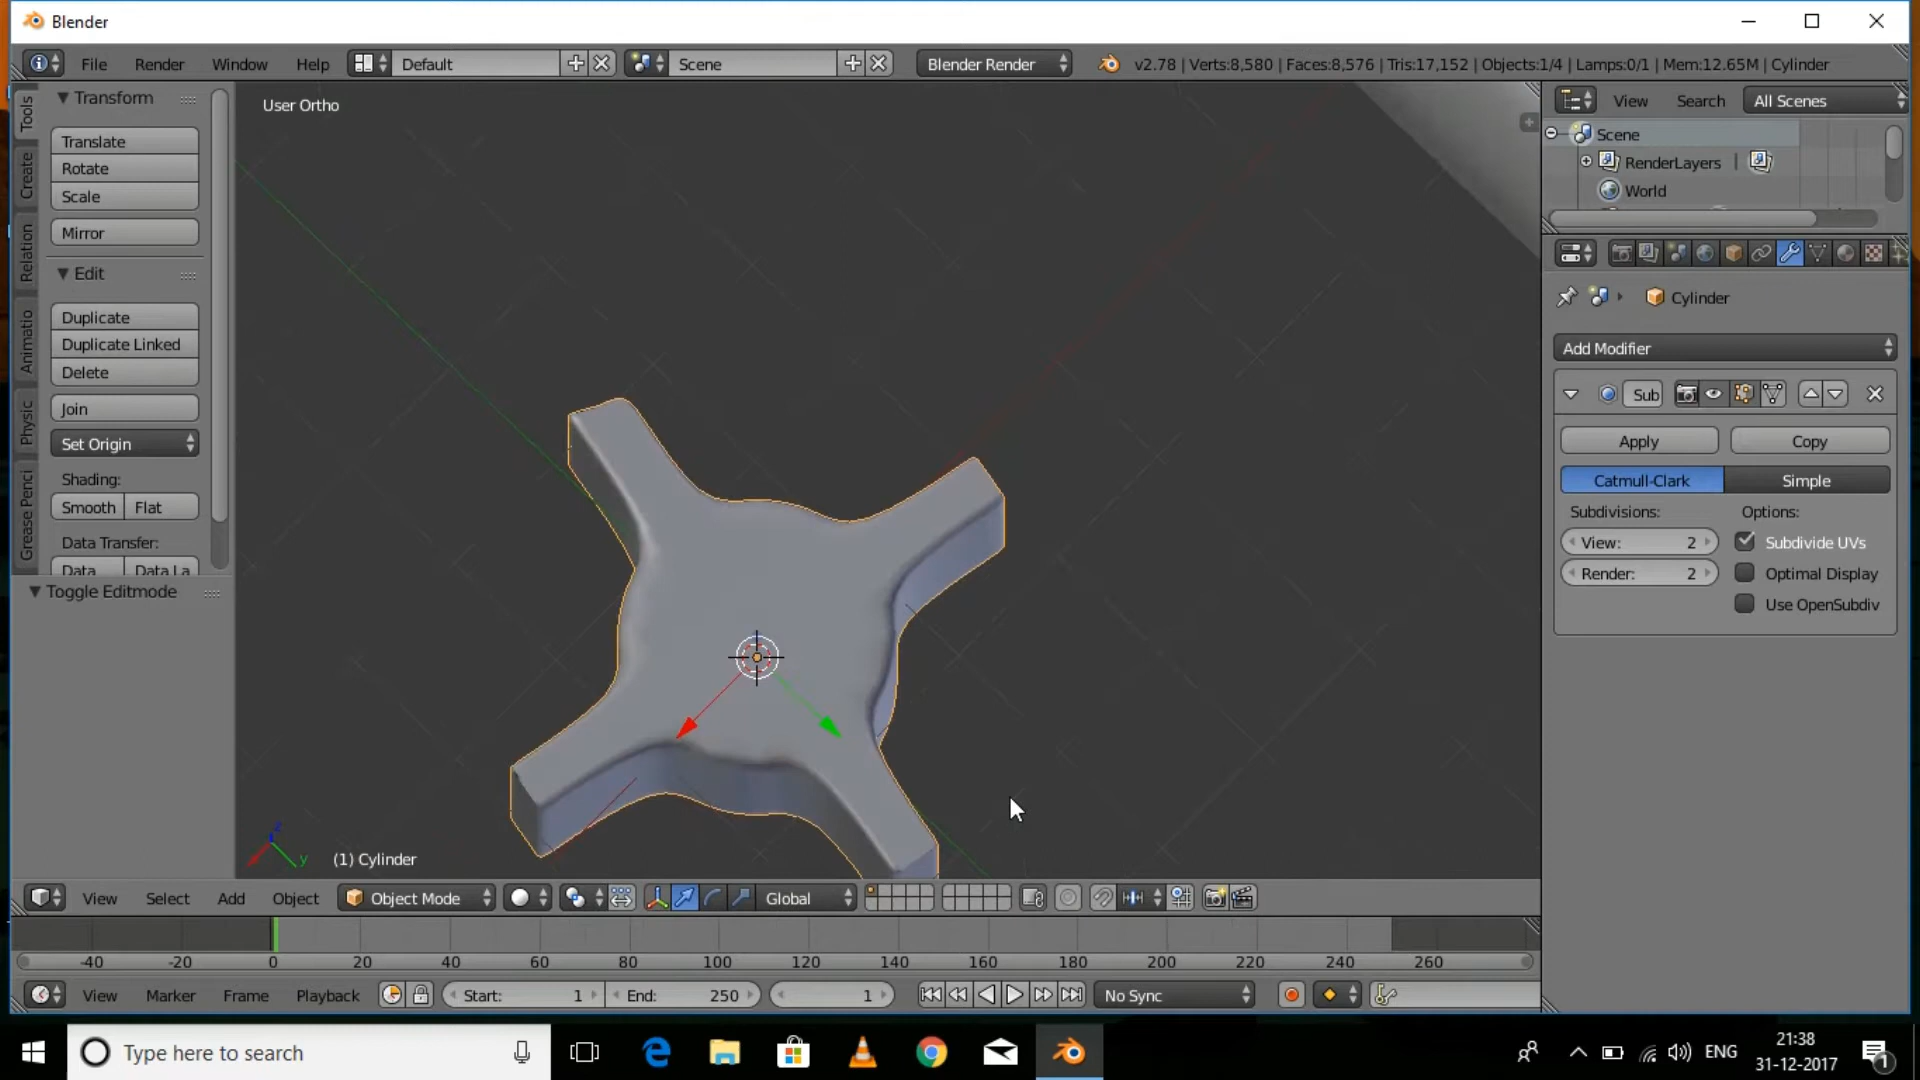 Blender
File Render Window Help Default Scene Blender Render v2.78 | Verts:8,580 | Faces:8,576 | Tris:17,152 | Objects:1/4 | Lamps:0/1 | Mem:12.65M | Cylinder
Tools
Create
Relation
Animatio
Physic
Grease Penci
Transform
Translate
Rotate
Scale
Mirror
Edit
Duplicate
Duplicate Linked
Delete
Join
Set Origin
Shading:
Smooth Flat
Data Transfer:
Data Data La
Toggle Editmode
User Ortho
z
y
(1) Cylinder
View Search All Scenes
Scene
RenderLayers |
World
Cylinder
Add Modifier
Sub
Apply Copy
Catmull-Clark Simple
Subdivisions: Options:
View: 2 Subdivide UVs
Render: 2 Optimal Display
Use OpenSubdiv
View Select Add Object Object Mode Global
-40 -20 0 20 40 60 80 100 120 140 160 180 200 220 240 260
View Marker Frame Playback Start: 1 End: 250 1 No Sync
Type here to search
ENG
21:38
31-12-2017
1